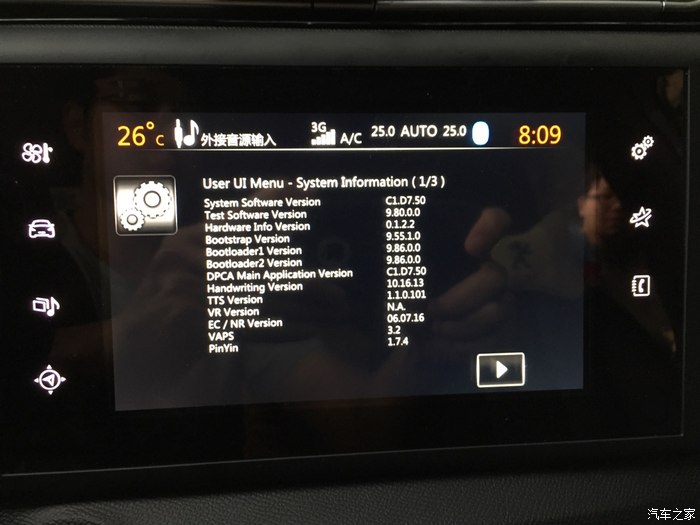 26°C 外接音源输入 3G A/C 25.0 AUTO 25.0 8:09
User UI Menu - System Information ( 1/3 )
System Software Version C1.D7.50
Test Software Version 9.80.0.0
Hardware Info Version 0.1.2.2
Bootstrap Version 9.55.1.0
Bootloader1 Version 9.86.0.0
Bootloader2 Version 9.86.0.0
DPCA Main Application Version C1.D7.50
Handwriting Version 10.16.13
TTS Version 1.1.0.101
VR Version N.A.
EC / NR Version 06.07.16
VAPS 3.2
PinYin 1.7.4
汽车之家